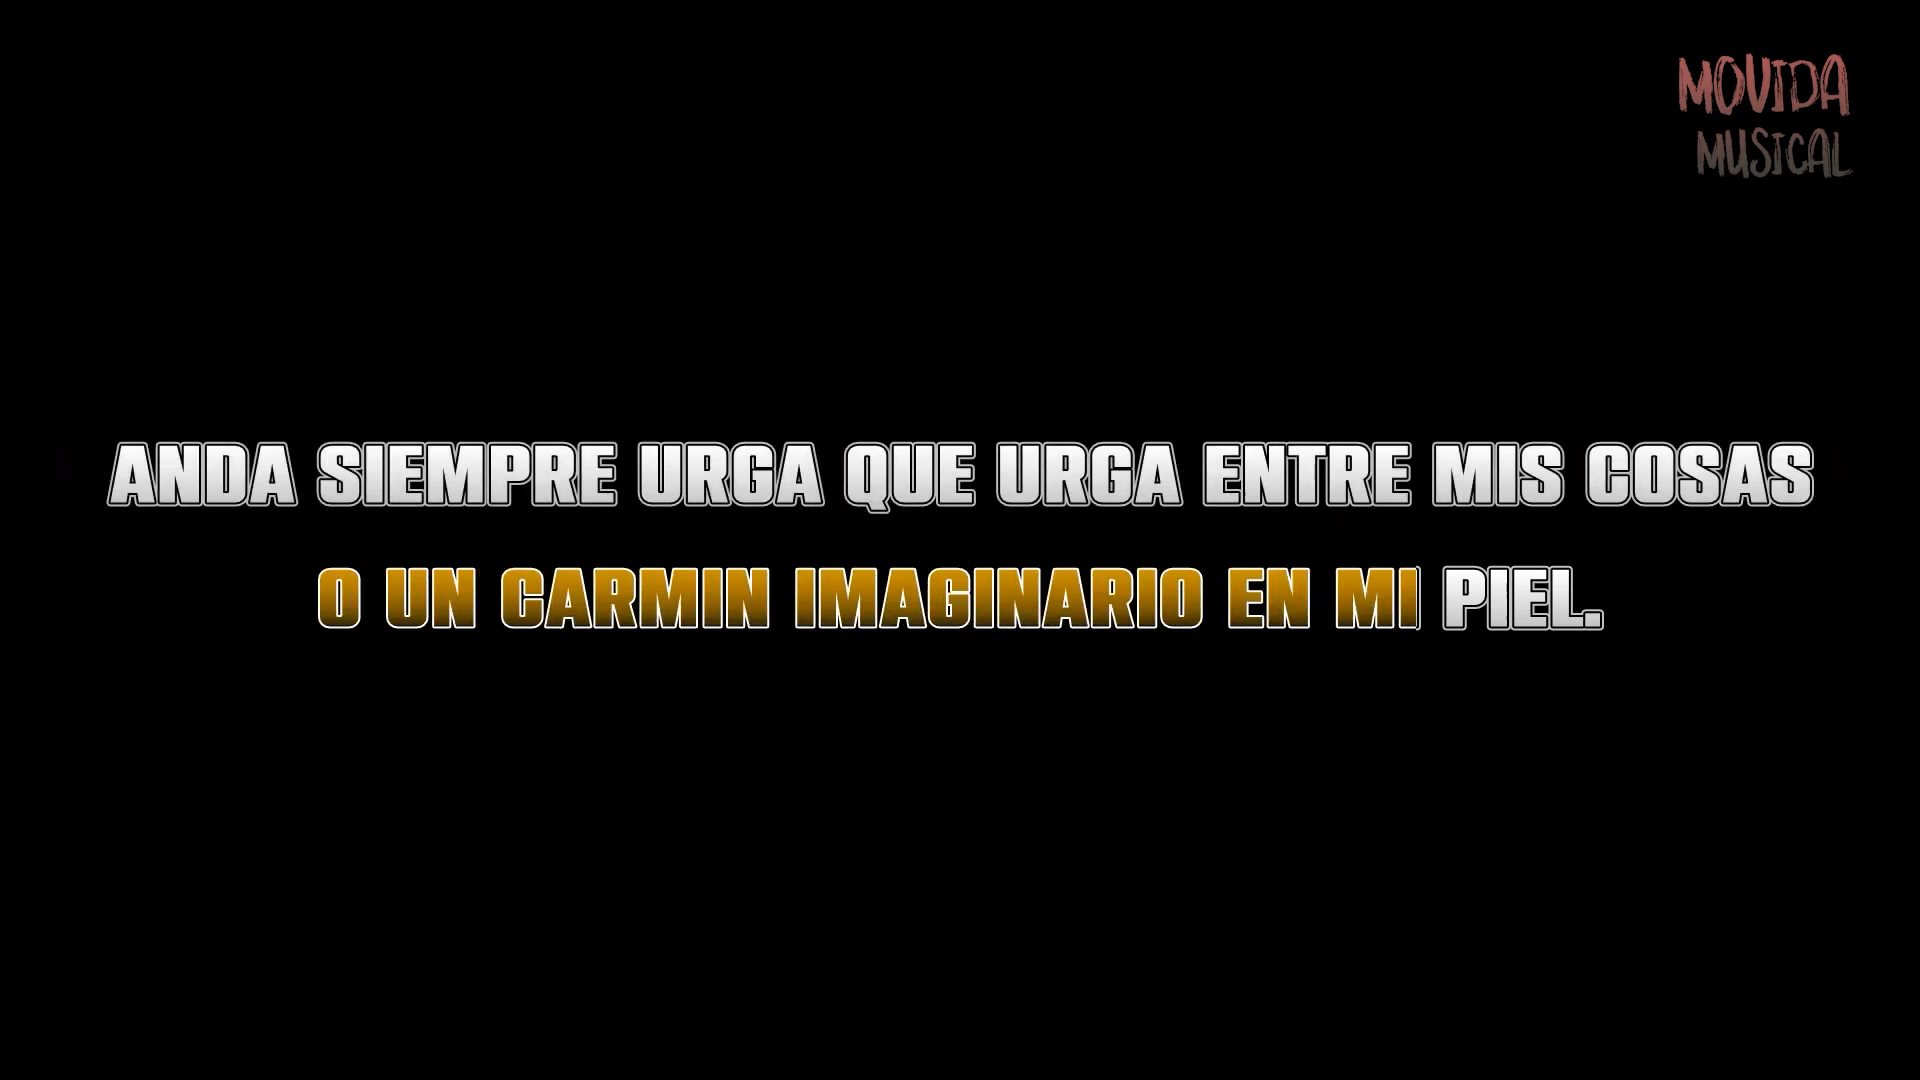 MOVIDA
MUSICAL
ANDA SIEMPRE URGA QUE URGA ENTRE MIS COSAS
O UN CARMIN IMAGINARIO EN MI PIEL.